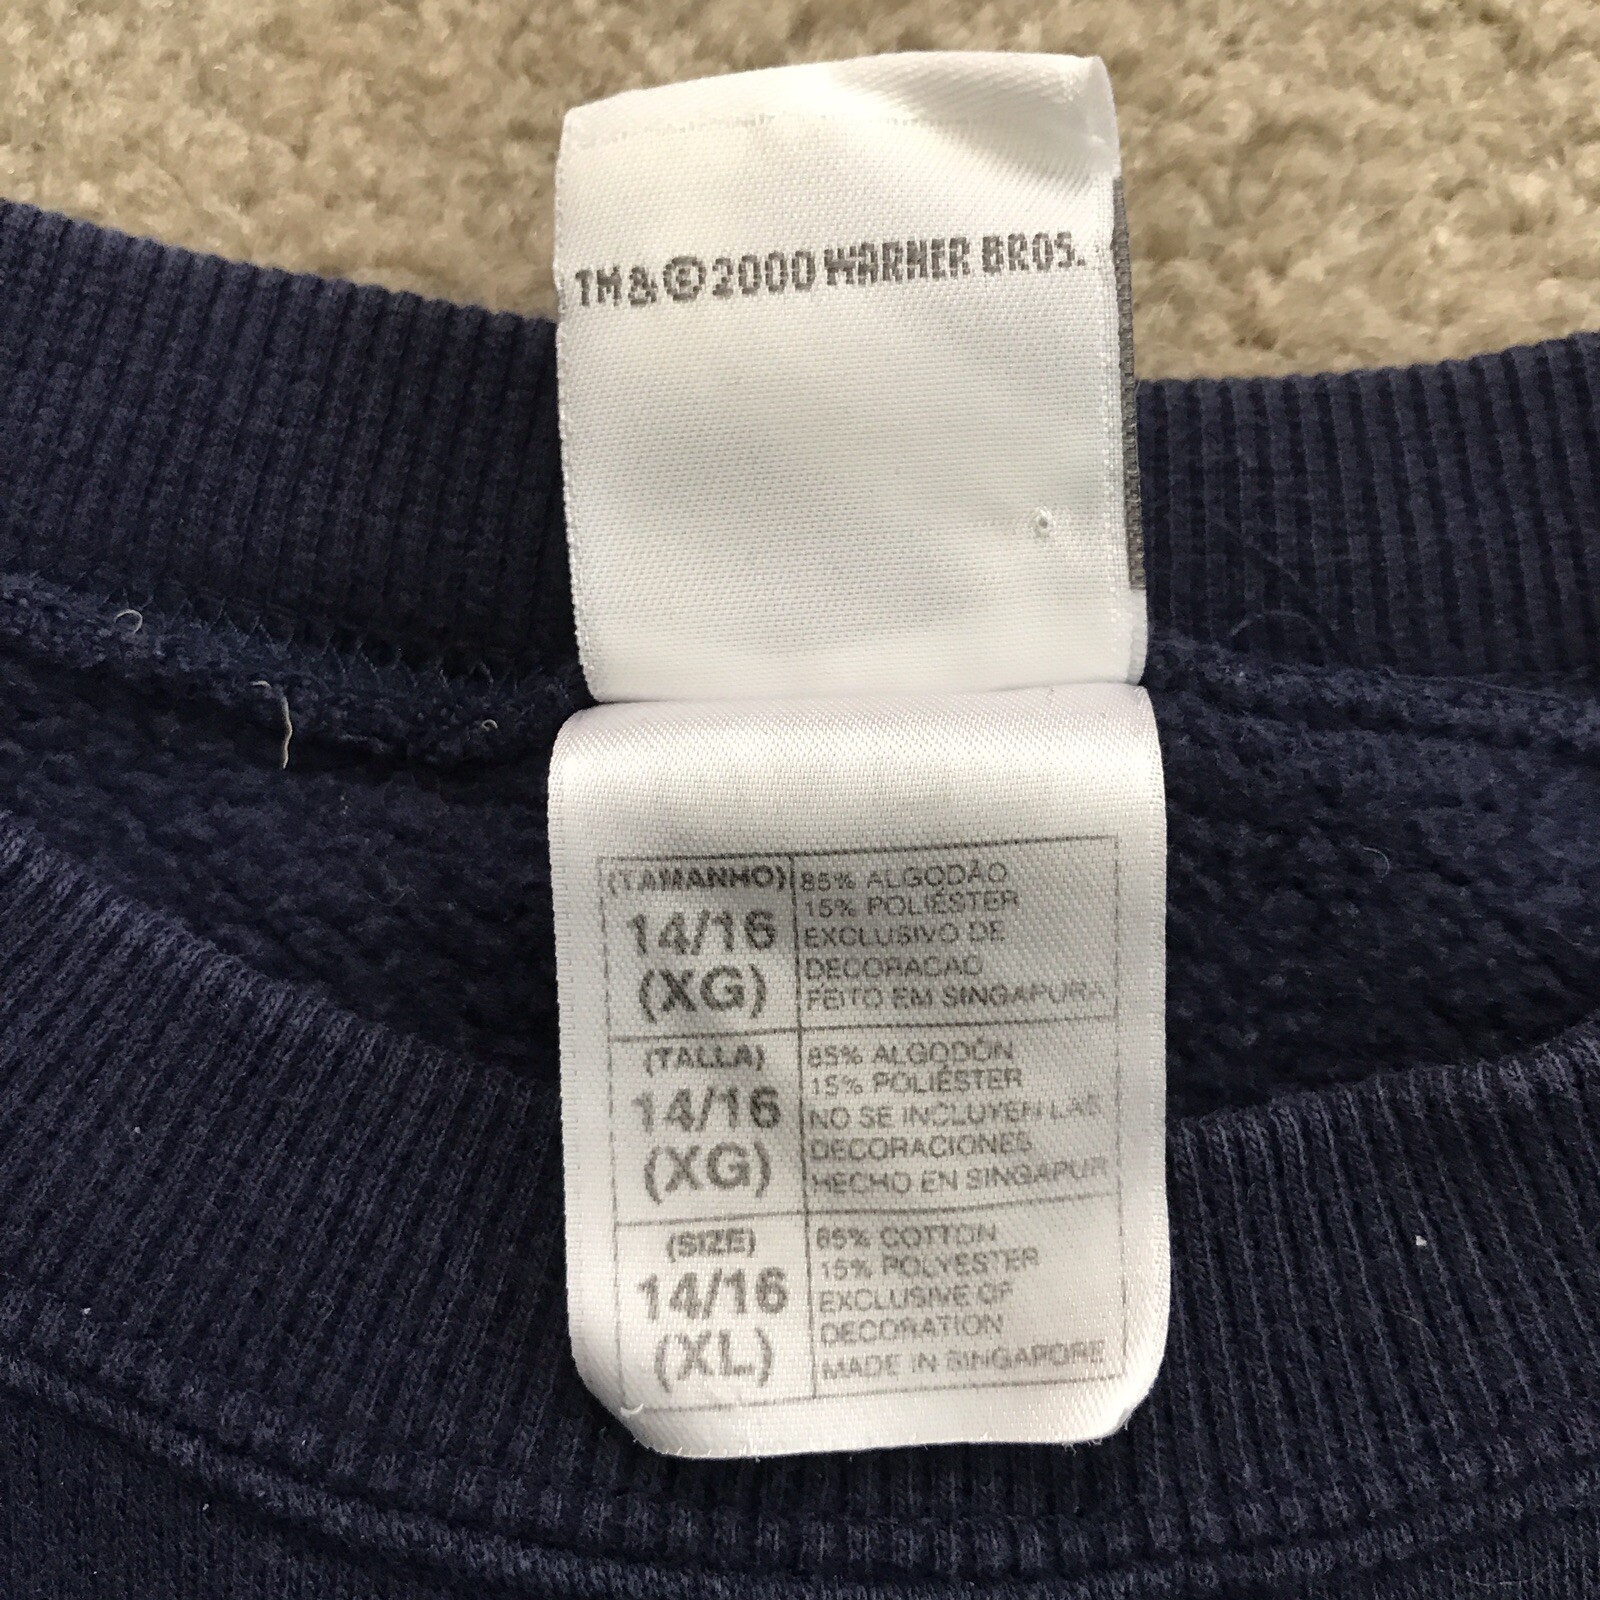 TM & © 2000 WARNER BROS.
(TAMANHO)
14/16
(XG)
85% ALGODÃO
15% POLIÉSTER
EXCLUSIVO DE
DECORACAO
FEITO EM SINGAPURA
(TALLA)
14/16
(XG)
85% ALGODÓN
15% POLIÉSTER
NO SE INCLUYEN LAS
DECORACIONES
HECHO EN SINGAPUR
(SIZE)
14/16
(XL)
85% COTTON
15% POLYESTER
EXCLUSIVE OF
DECORATION
MADE IN SINGAPORE